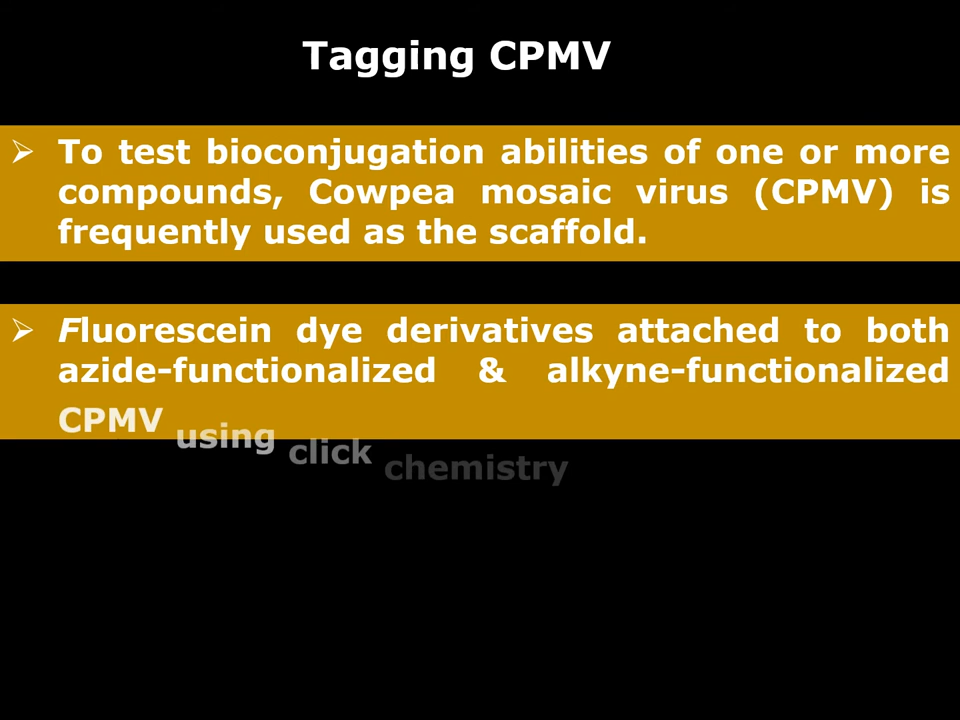 Tagging CPMV
➢ To test bioconjugation abilities of one or more
compounds, Cowpea mosaic virus (CPMV) is
frequently used as the scaffold.
➢ Fluorescein dye derivatives attached to both
azide-functionalized & alkyne-functionalized
CPMV using click chemistry